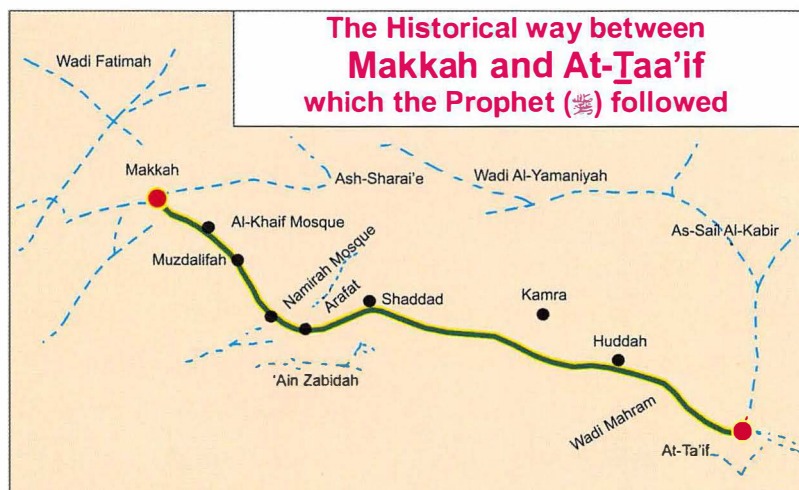 The Historical way between
Makkah and At-Taa'if
which the Prophet (ﷺ) followed
Wadi Fatimah
Makkah
Ash-Sharai'e
Wadi Al-Yamaniyah
Al-Khaif Mosque
As-Sail Al-Kabir
Muzdalifah
Namirah Mosque
Arafat
Shaddad
Kamra
Huddah
'Ain Zabidah
Wadi Mahram
At-Ta'if